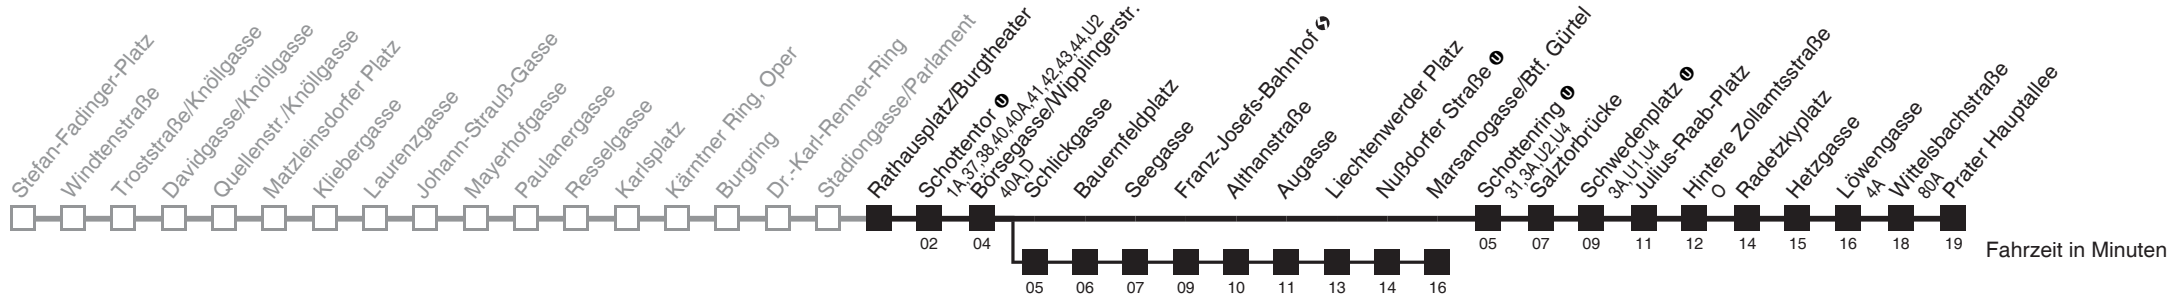 Stefan-Fadinger-Platz
Windtenstraße
Troststraße/Knöllgasse
Davidgasse/Knöllgasse
Quellenstr./Knöllgasse
Matzleinsdorfer Platz
Kliebergasse
Laurenzgasse
Johann-Strauß-Gasse
Mayerhofgasse
Paulanergasse
Resselgasse
Karlsplatz
Kärntner Ring, Oper
Burgring
Dr.-Karl-Renner-Ring
Stadiongasse/Parlament
Rathausplatz/Burgtheater
Schottentor U
1A,37,38,40,40A,41,42,43,44,U2
Börsegasse/Wipplingerstr.
40A,D
Schlickgasse
Bauernfeldplatz
Seegasse
Franz-Josefs-Bahnhof
Althanstraße
Augasse
Liechtenwerder Platz
Nußdorfer Straße U
Marsanogasse/Btf. Gürtel
Schottenring U
31,3A,U2,U4
Salztorbrücke
Schwedenplatz U
3A,U1,U4
Julius-Raab-Platz
Hintere Zollamtsstraße
O
Radetzkyplatz
Hetzgasse
Löwengasse
4A
Wittelsbachstraße
80A
Prater Hauptallee
02 04 05 07 09 11 12 14 15 16 18 19
Fahrzeit in Minuten
05 06 07 09 10 11 13 14 16